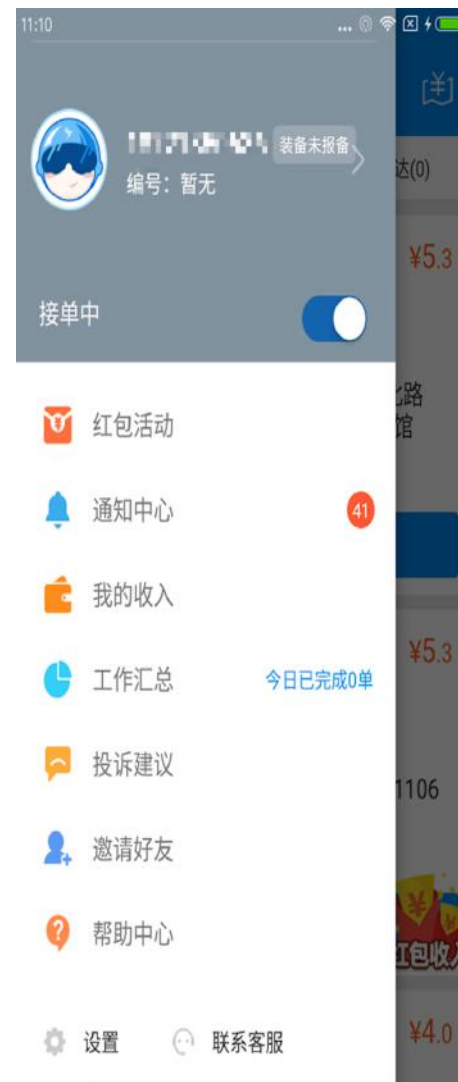 11:10
...
装备未报备
编号：暂无
达(0)
¥5.3
接单中
路
馆
红包活动
通知中心
41
我的收入
¥5.3
工作汇总
今日已完成0单
投诉建议
1106
邀请好友
帮助中心
工包收
设置
联系客服
¥4.0